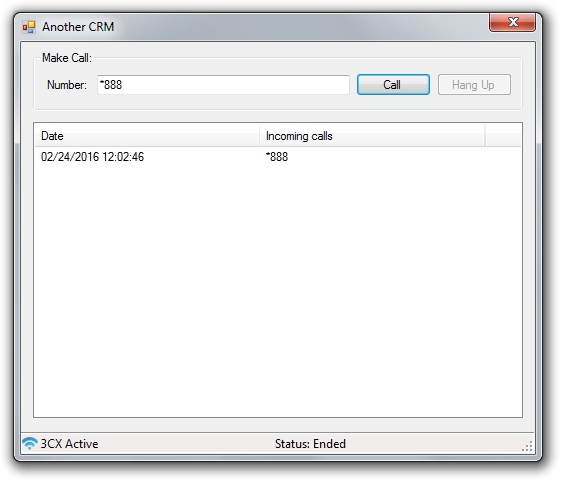 Another CRM
Make Call:
Number: *888 Call Hang Up
Date Incoming calls
02/24/2016 12:02:46 *888
3CX Active Status: Ended